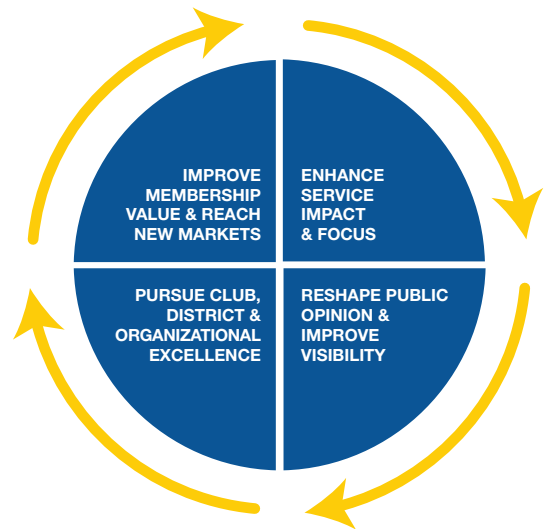 IMPROVE
MEMBERSHIP
VALUE & REACH
NEW MARKETS
ENHANCE
SERVICE
IMPACT
& FOCUS
PURSUE CLUB,
DISTRICT &
ORGANIZATIONAL
EXCELLENCE
RESHAPE PUBLIC
OPINION &
IMPROVE
VISIBILITY